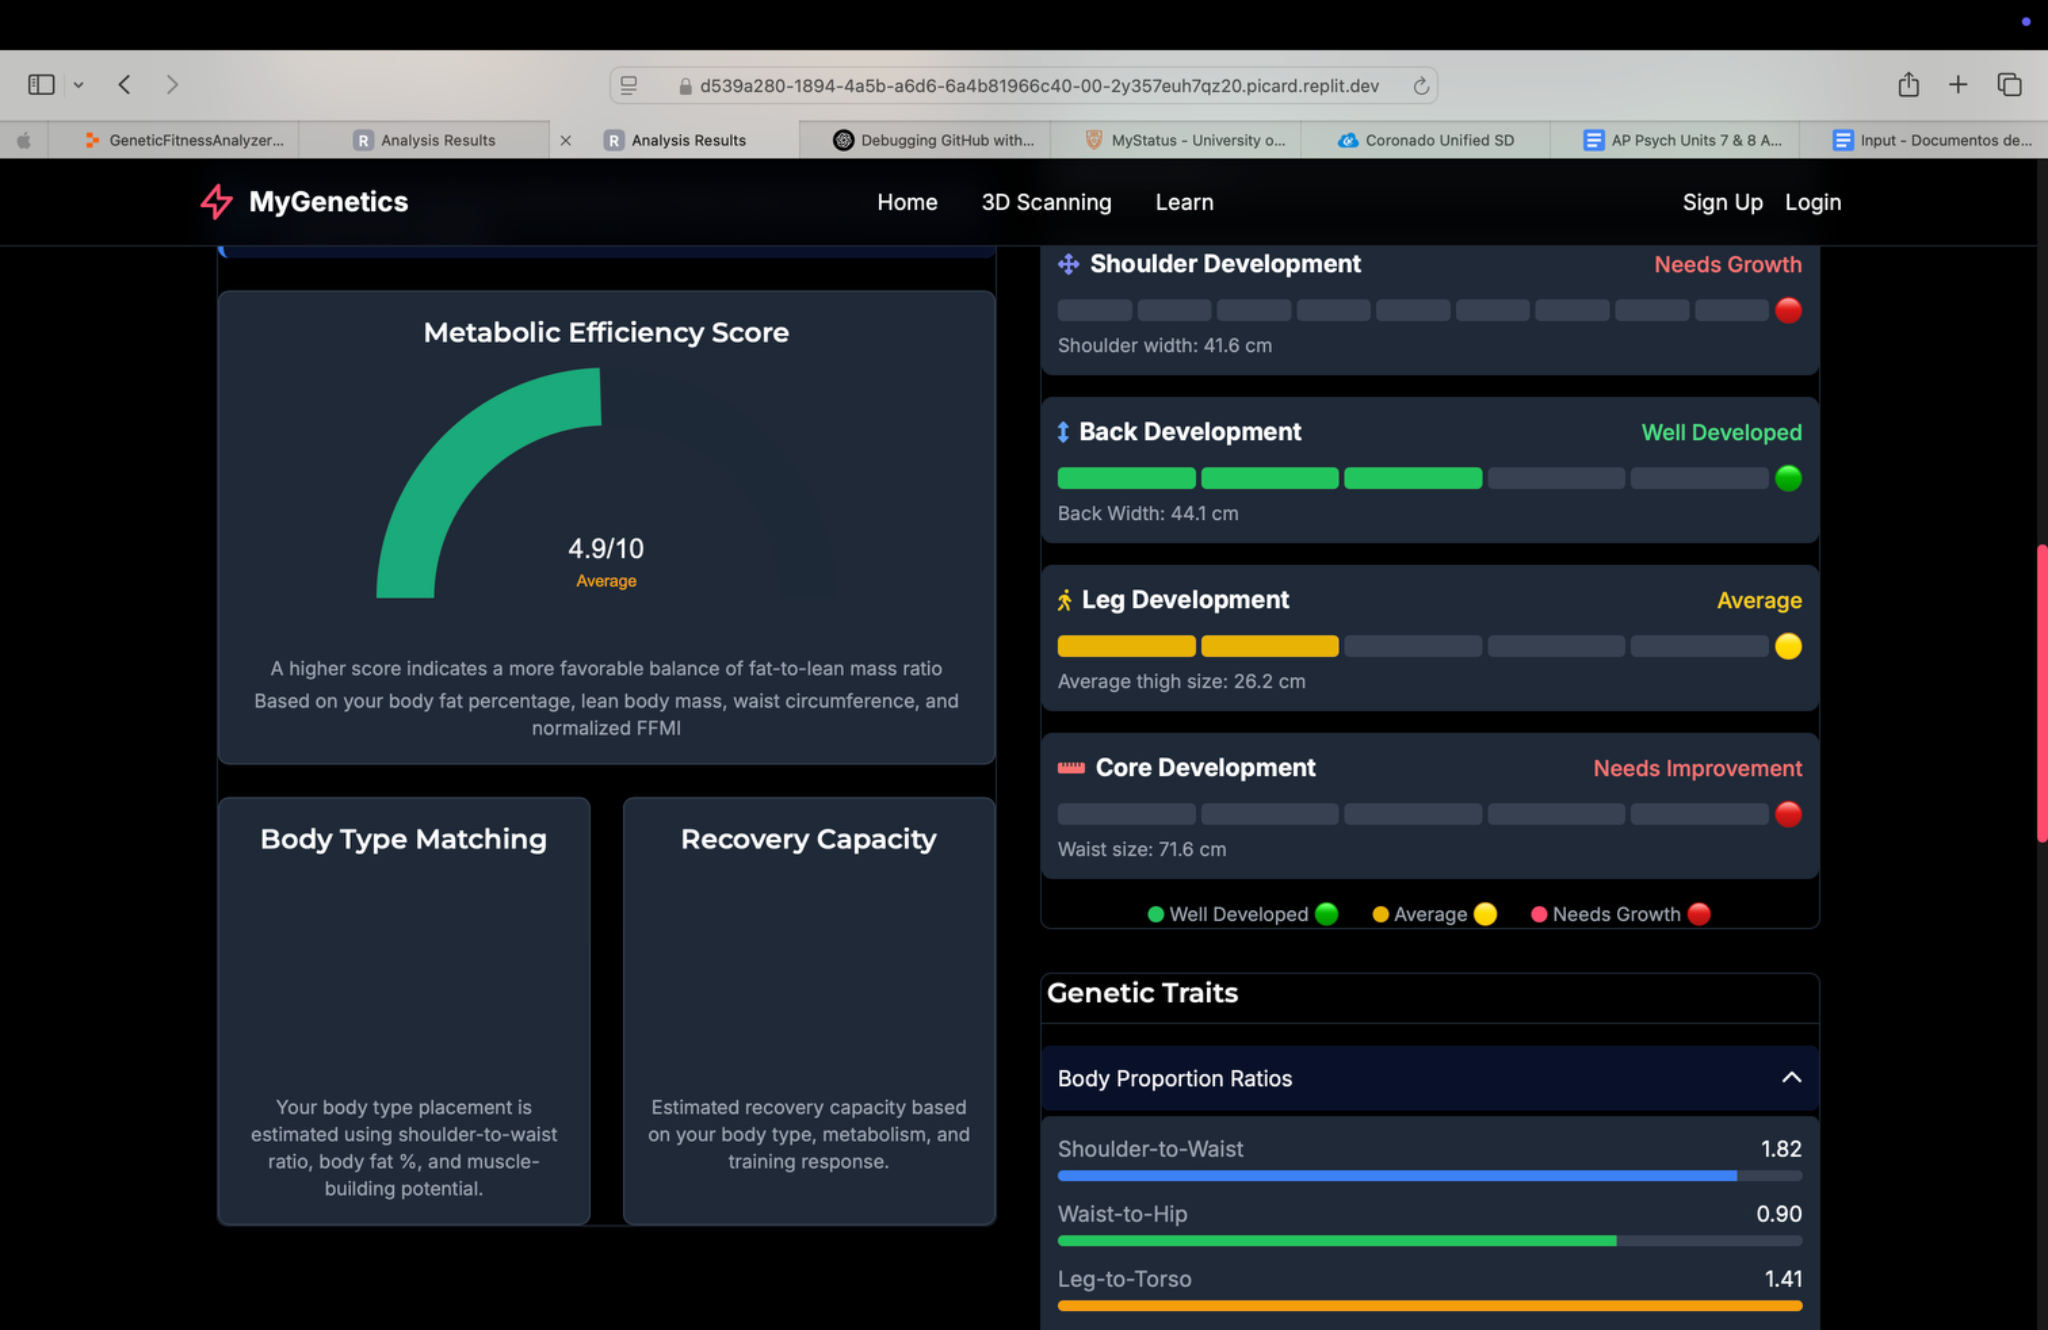 d539a280-1894-4a5b-a6d6-6a4b81966c40-00-2y357euh7qz20.picard.replit.dev
GeneticFitnessAnalyzer...
R Analysis Results
R Analysis Results
Debugging GitHub with...
MyStatus - University o...
Coronado Unified SD
AP Psych Units 7 & 8 A...
Input - Documentos de...
MyGenetics
Home
3D Scanning
Learn
Sign Up
Login
Metabolic Efficiency Score
4.9/10
Average
A higher score indicates a more favorable balance of fat-to-lean mass ratio
Based on your body fat percentage, lean body mass, waist circumference, and
normalized FFMI
Body Type Matching
Your body type placement is
estimated using shoulder-to-waist
ratio, body fat %, and muscle-
building potential.
Recovery Capacity
Estimated recovery capacity based
on your body type, metabolism, and
training response.
Shoulder Development
Needs Growth
Shoulder width: 41.6 cm
Back Development
Well Developed
Back Width: 44.1 cm
Leg Development
Average
Average thigh size: 26.2 cm
Core Development
Needs Improvement
Waist size: 71.6 cm
Well Developed
Average
Needs Growth
Genetic Traits
Body Proportion Ratios
Shoulder-to-Waist
1.82
Waist-to-Hip
0.90
Leg-to-Torso
1.41